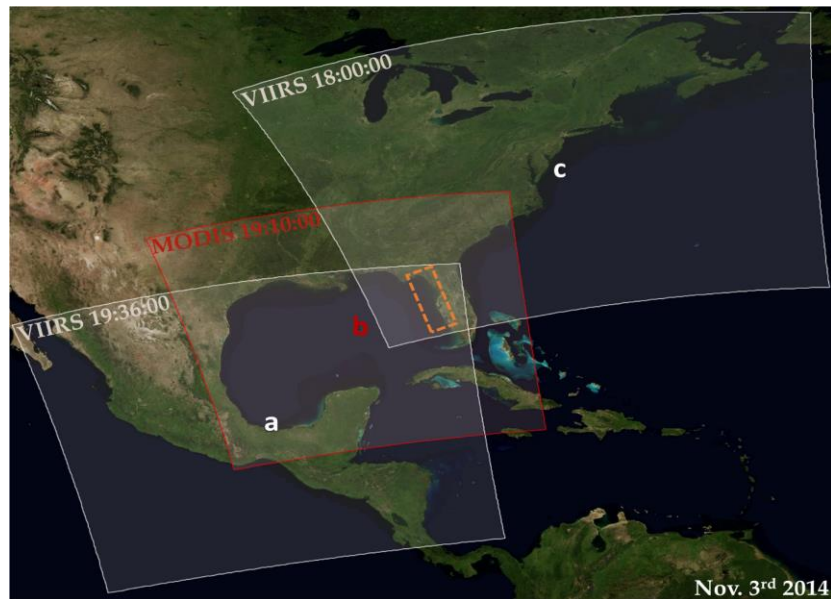 VIIRS 18:00:00
c
MODIS 19:10:00
VIIRS 19:36:00
b
a
Nov. 3rd 2014